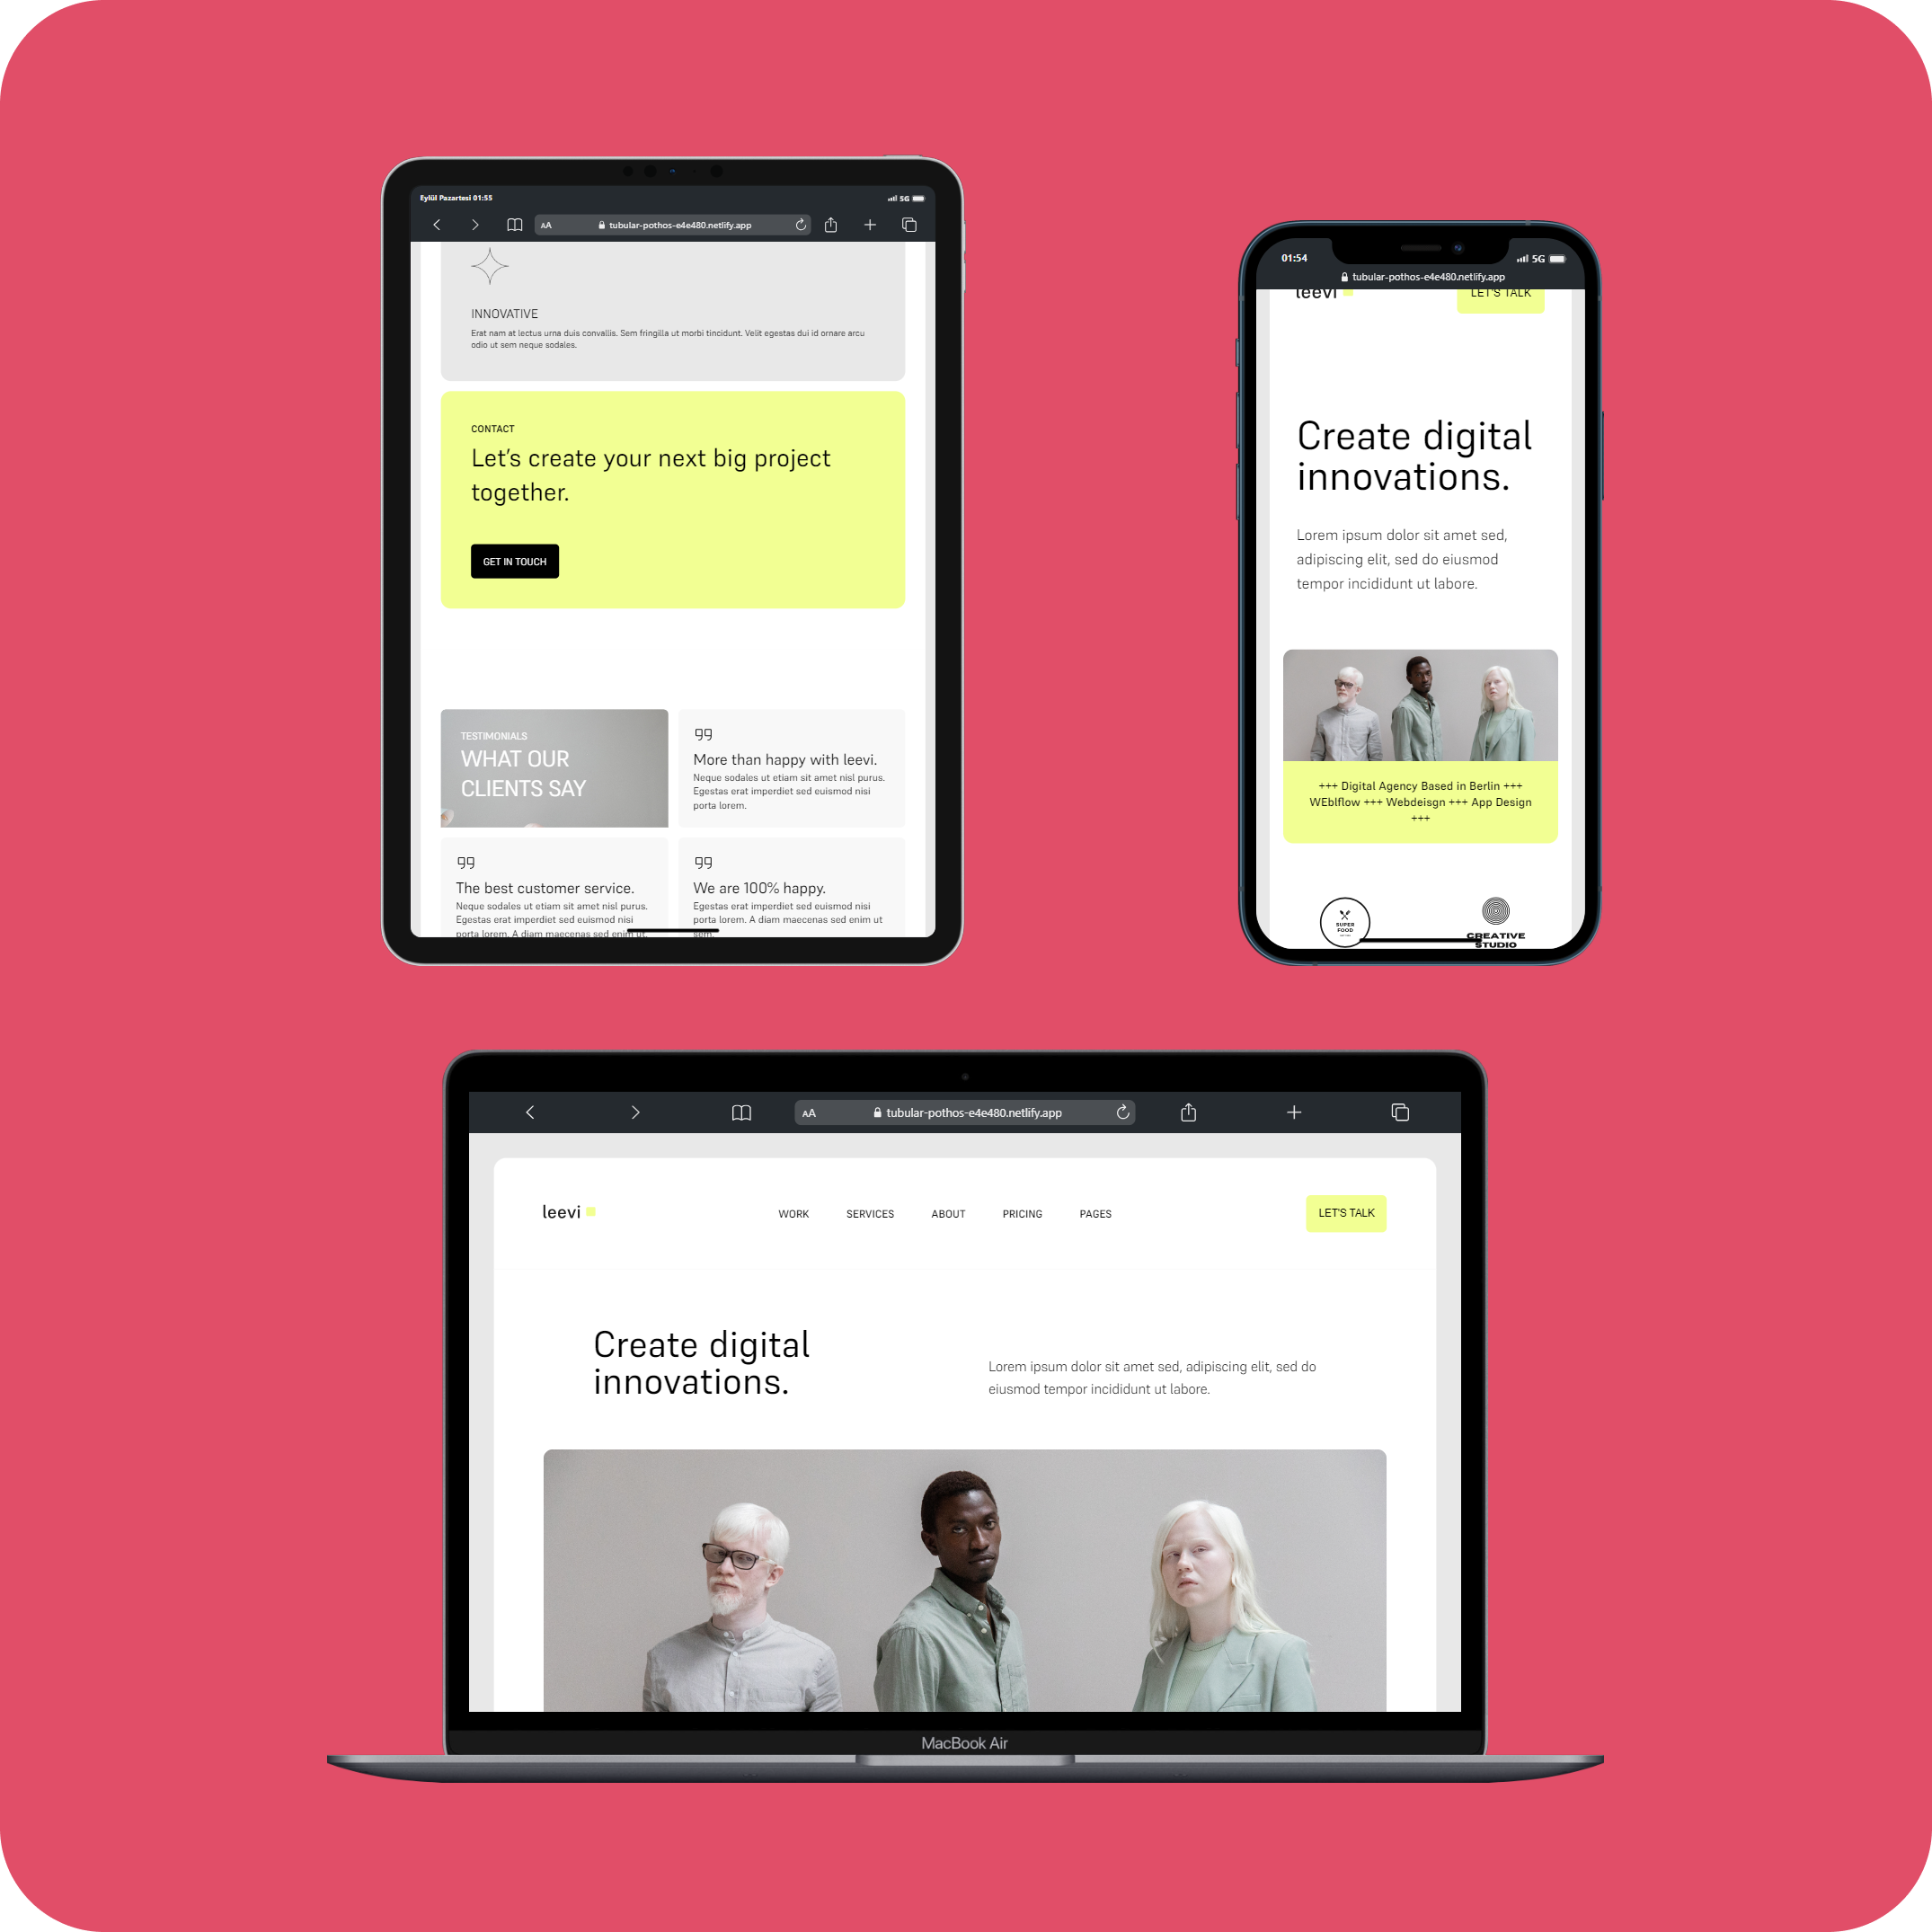 Eylül Pazartesi 01:55
5G
AA
tubular-pothos-e4e480.netlify.app
INNOVATIVE
Erat nam at lectus urna duis convallis. Sem fringilla ut morbi tincidunt. Velit egestas dui id ornare arcu
odio ut sem neque sodales.
CONTACT
Let's create your next big project
together.
GET IN TOUCH
TESTIMONIALS
WHAT OUR
CLIENTS SAY
More than happy with leevi.
Neque sodales ut etiam sit amet nisl purus.
Egestas erat imperdiet sed euismod nisi
porta lorem.
The best customer service.
Neque sodales ut etiam sit amet nisl purus.
Egestas erat imperdiet sed euismod nisi
porta lorem. A diam maecenas sed enim ut
We are 100% happy.
Egestas erat imperdiet sed euismod nisi
porta lorem. A diam maecenas sed enim ut
sem.
01:54
5G
tubular-pothos-e4e480.netlify.app
leevi
LET'S TALK
Create digital
innovations.
Lorem ipsum dolor sit amet sed,
adipiscing elit, sed do eiusmod
tempor incididunt ut labore.
+++ Digital Agency Based in Berlin +++
WEblflow +++ Webdeisgn +++ App Design
+++
SUPER
FOOD
CREATIVE
STUDIO
AA
tubular-pothos-e4e480.netlify.app
leevi
WORK
SERVICES
ABOUT
PRICING
PAGES
LET'S TALK
Create digital
innovations.
Lorem ipsum dolor sit amet sed, adipiscing elit, sed do
eiusmod tempor incididunt ut labore.
MacBook Air